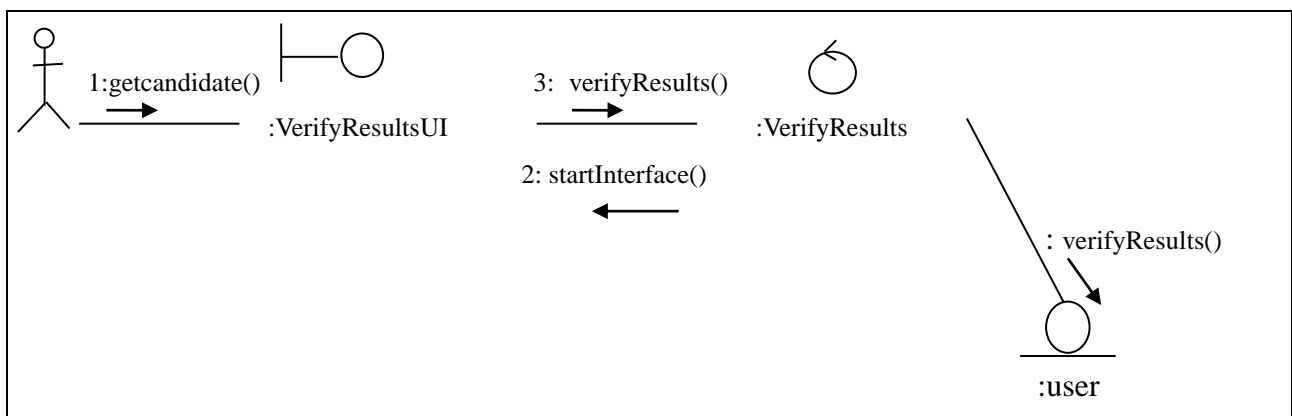 1:getcandidate()
3: verifyResults()
:VerifyResultsUI
:VerifyResults
2: startInterface()
: verifyResults()
:user